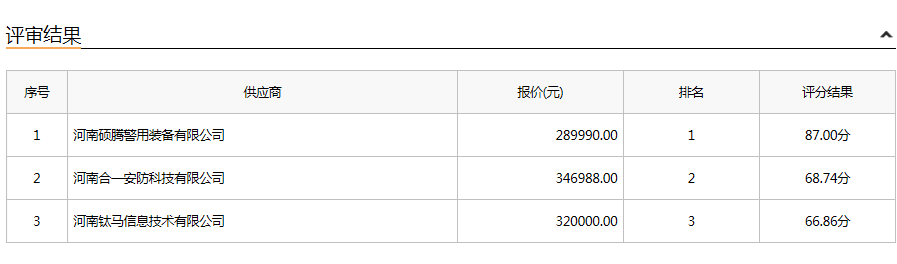 评审结果
序号 供应商 报价(元) 排名 评分结果
1 河南硕腾警用装备有限公司 289990.00 1 87.00分
2 河南合一安防科技有限公司 346988.00 2 68.74分
3 河南钛马信息技术有限公司 320000.00 3 66.86分